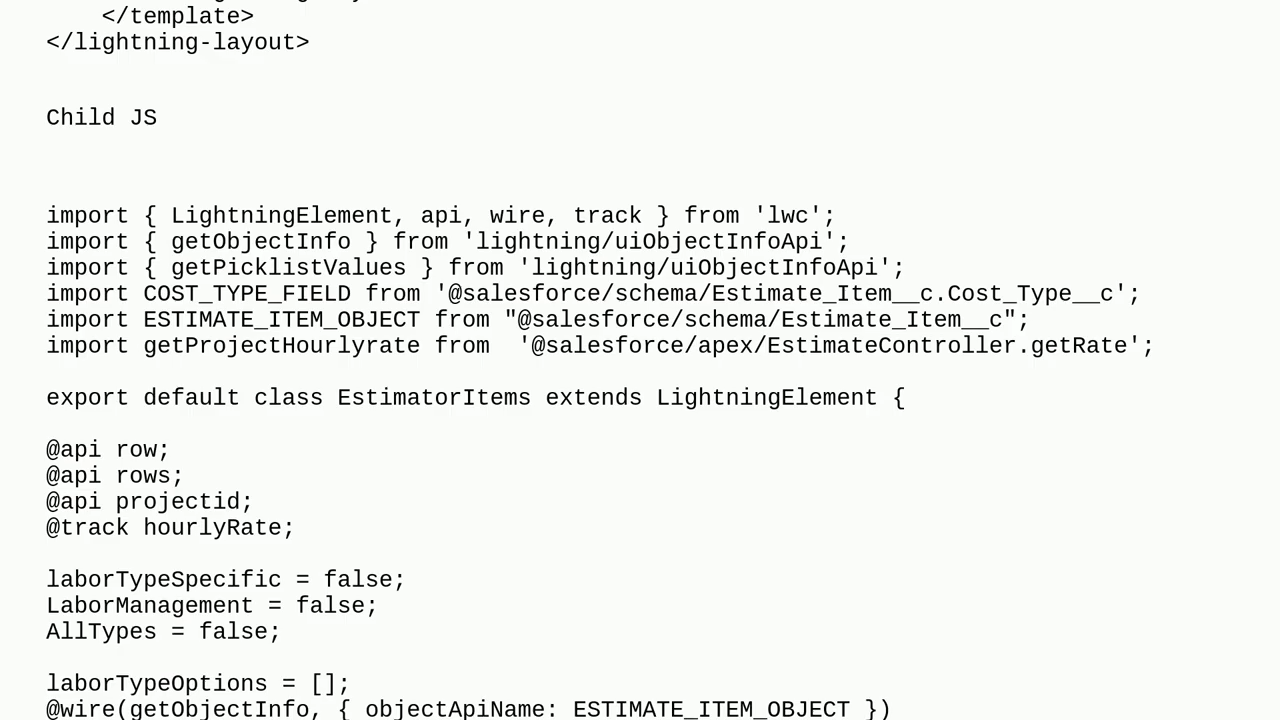 </template>
</lightning-layout>
Child JS
import { LightningElement, api, wire, track } from 'lwc';
import { getObjectInfo } from 'lightning/uiObjectInfoApi';
import { getPicklistValues } from 'lightning/uiObjectInfoApi';
import COST_TYPE_FIELD from '@salesforce/schema/Estimate_Item__c.Cost_Type__c';
import ESTIMATE_ITEM_OBJECT from "@salesforce/schema/Estimate_Item__c";
import getProjectHourlyrate from  '@salesforce/apex/EstimateController.getRate';
export default class EstimatorItems extends LightningElement {
@api row;
@api rows;
@api projectid;
@track hourlyRate;
laborTypeSpecific = false;
LaborManagement = false;
AllTypes = false;
laborTypeOptions = [];
@wire(getObjectInfo, { objectApiName: ESTIMATE_ITEM_OBJECT })